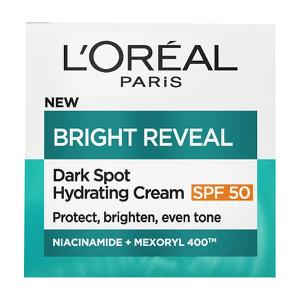 L'ORÉAL
PARIS
NEW
BRIGHT REVEAL
Dark Spot
Hydrating Cream SPF 50
Protect, brighten, even tone
NIACINAMIDE + MEXORYL 400™